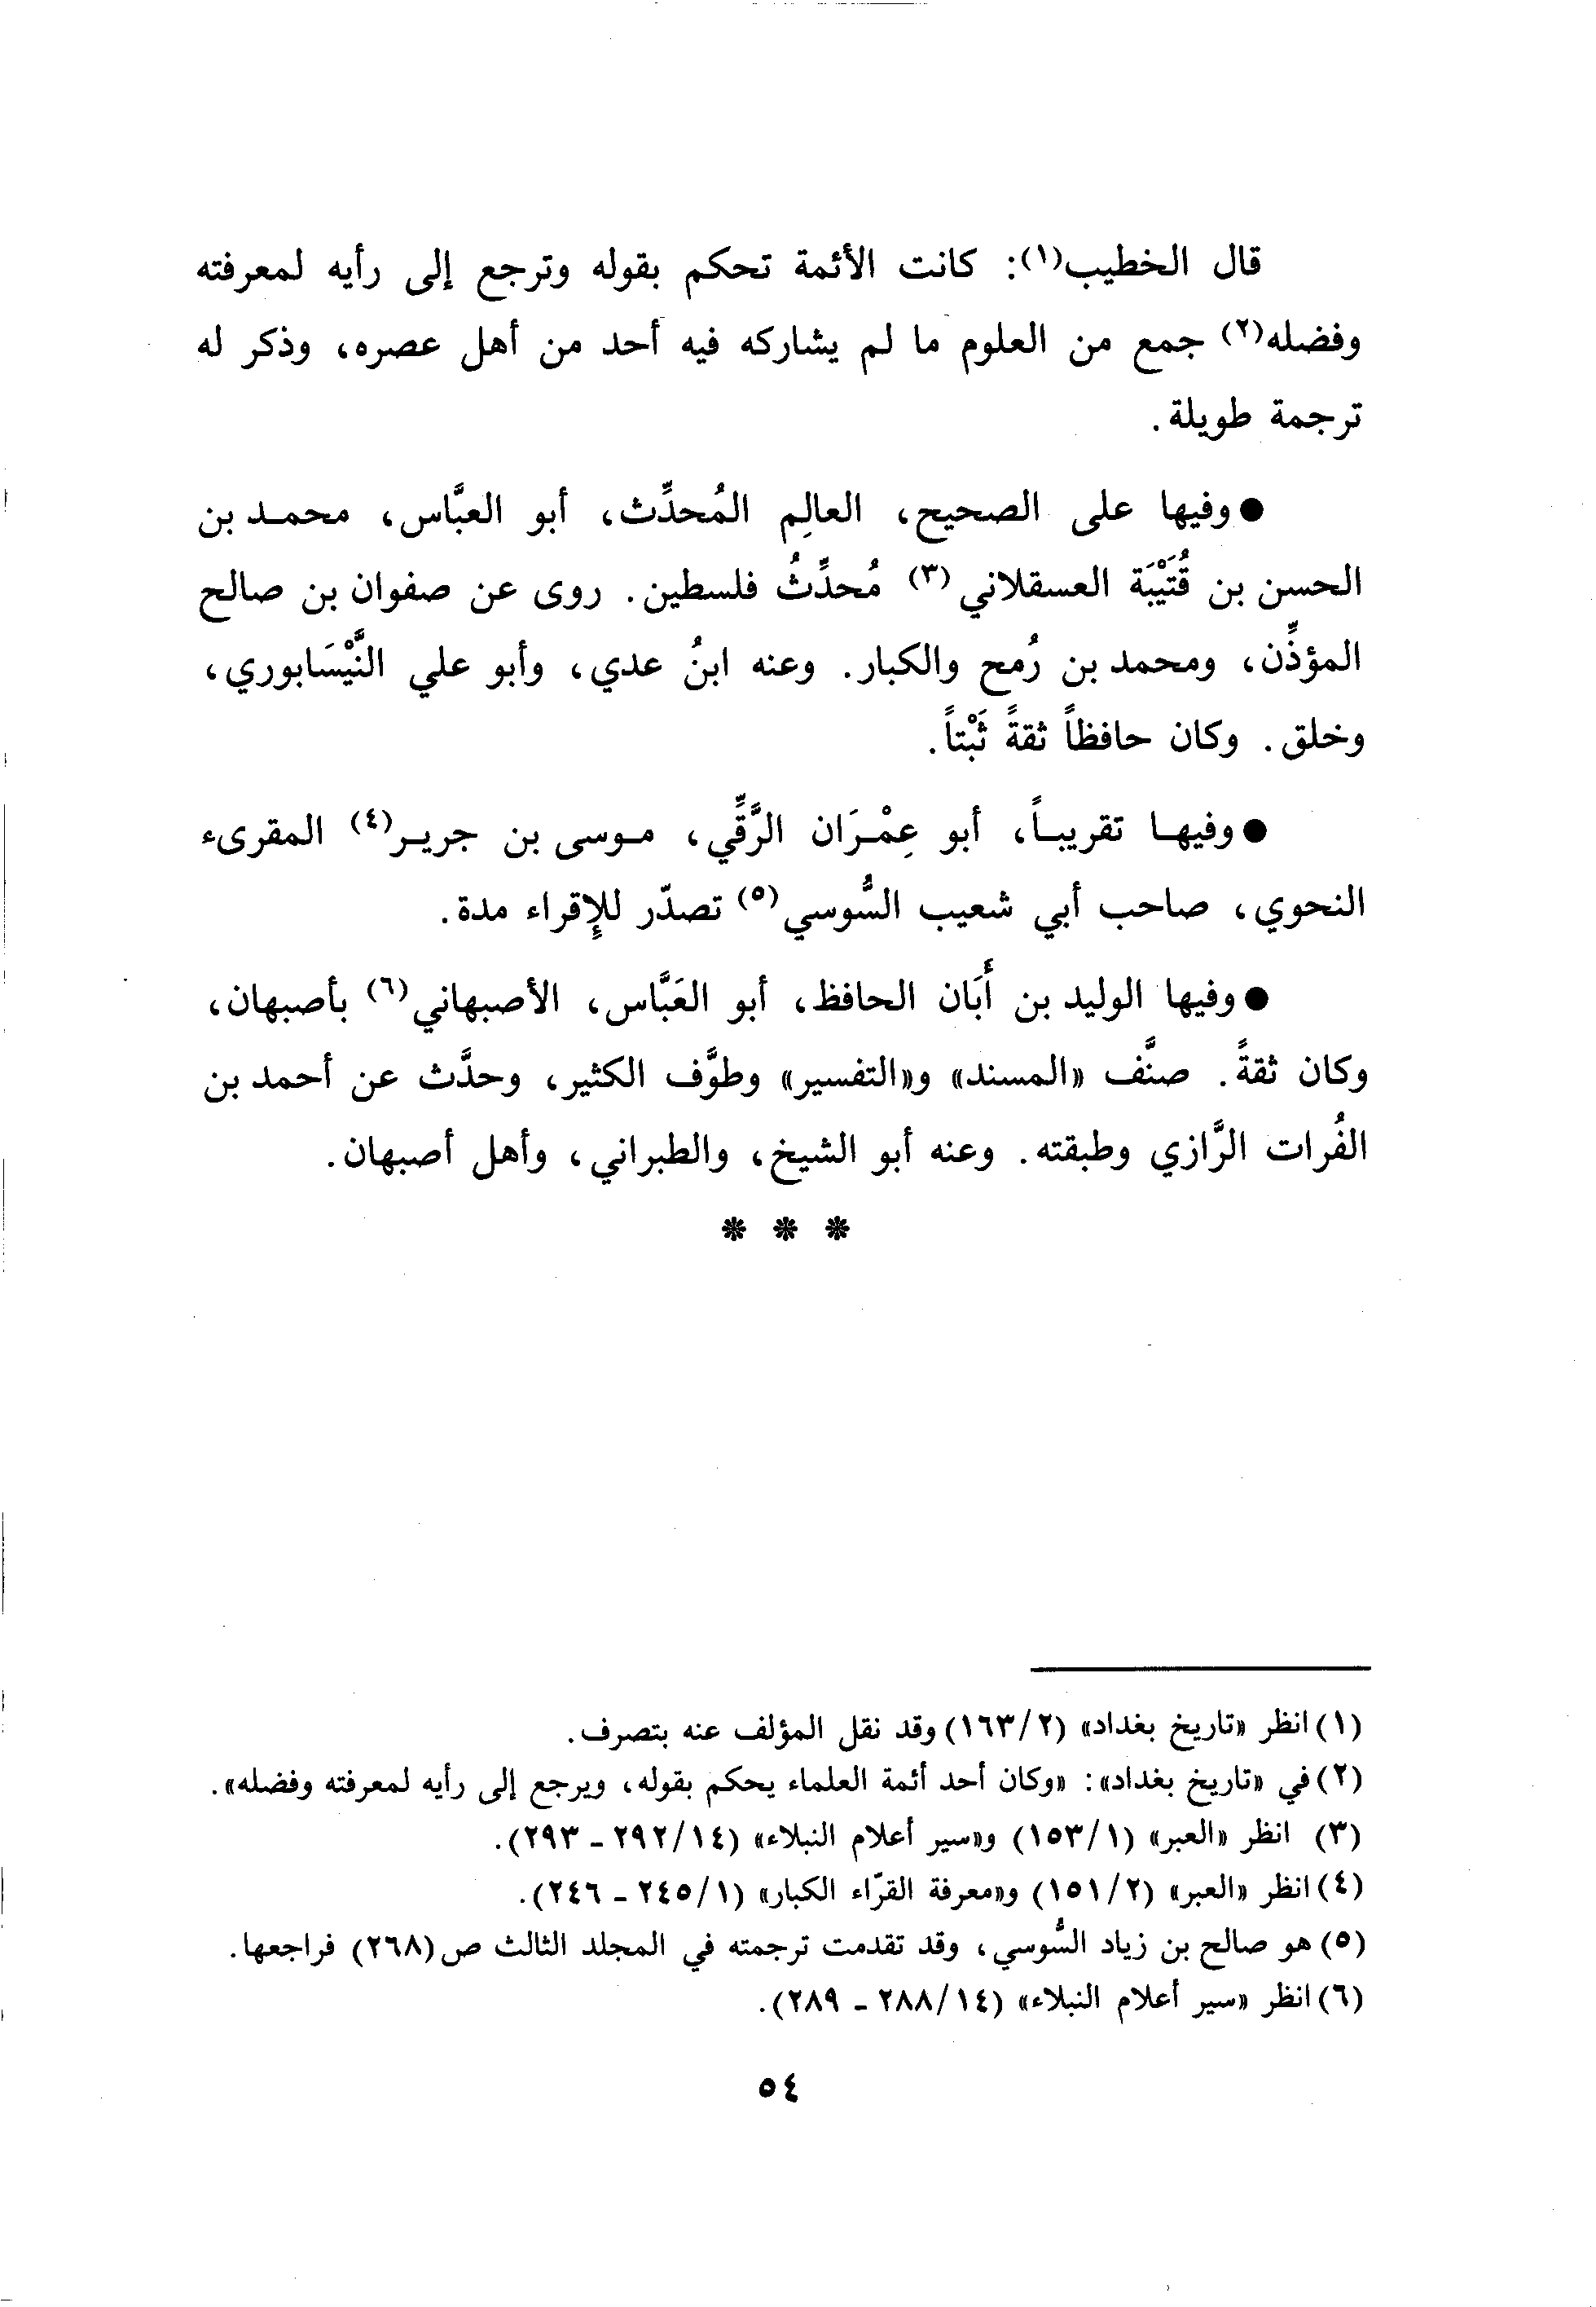 قال الخطيب(١): كانت الأئمة تحكم بقوله وترجع إلى رأيه لمعرفته
وفضله(٢) جمع من العلوم ما لم يشاركه فيه أحد من أهل عصره، وذكر له
ترجمة طويلة.
● وفيها على الصحيح، العالِم المُحدِّث، أبو العبَّاس، محمد بن
الحسن بن قُتَيْبَة العسقلاني(٣) مُحدِّثُ فلسطين. روى عن صفوان بن صالح
المؤذِّن، ومحمد بن رُمح والكبار. وعنه ابنُ عدي، وأبو علي النَّيْسَابوري،
وخلق. وكان حافظاً ثقةً ثَبْتاً.
● وفيها تقريباً، أبو عِمْرَان الرَّقِّي، موسى بن جرير(٤) المقرىء
النحوي، صاحب أبي شعيب السُّوسي(٥) تصدّر للإِقراء مدة.
● وفيها الوليد بن أَبَان الحافظ، أبو العَبَّاس، الأصبهاني(٦) بأصبهان،
وكان ثقةً. صنَّف «المسند» و«التفسير» وطوَّف الكثير، وحدَّث عن أحمد بن
الفُرات الرَّازي وطبقته. وعنه أبو الشيخ، والطبراني، وأهل أصبهان.
* * *
(١) انظر «تاريخ بغداد» (١٦٣/٢) وقد نقل المؤلف عنه بتصرف.
(٢) في «تاريخ بغداد»: «وكان أحد أئمة العلماء يحكم بقوله، ويرجع إلى رأيه لمعرفته وفضله».
(٣) انظر «العبر» (١٥٣/١) و«سير أعلام النبلاء» (٢٩٢/١٤ - ٢٩٣).
(٤) انظر «العبر» (١٥١/٢) و«معرفة القرّاء الكبار» (٢٤٥/١ - ٢٤٦).
(٥) هو صالح بن زياد السُّوسي، وقد تقدمت ترجمته في المجلد الثالث ص (٢٦٨) فراجعها.
(٦) انظر «سير أعلام النبلاء» (٢٨٨/١٤ - ٢٨٩).
٥٤